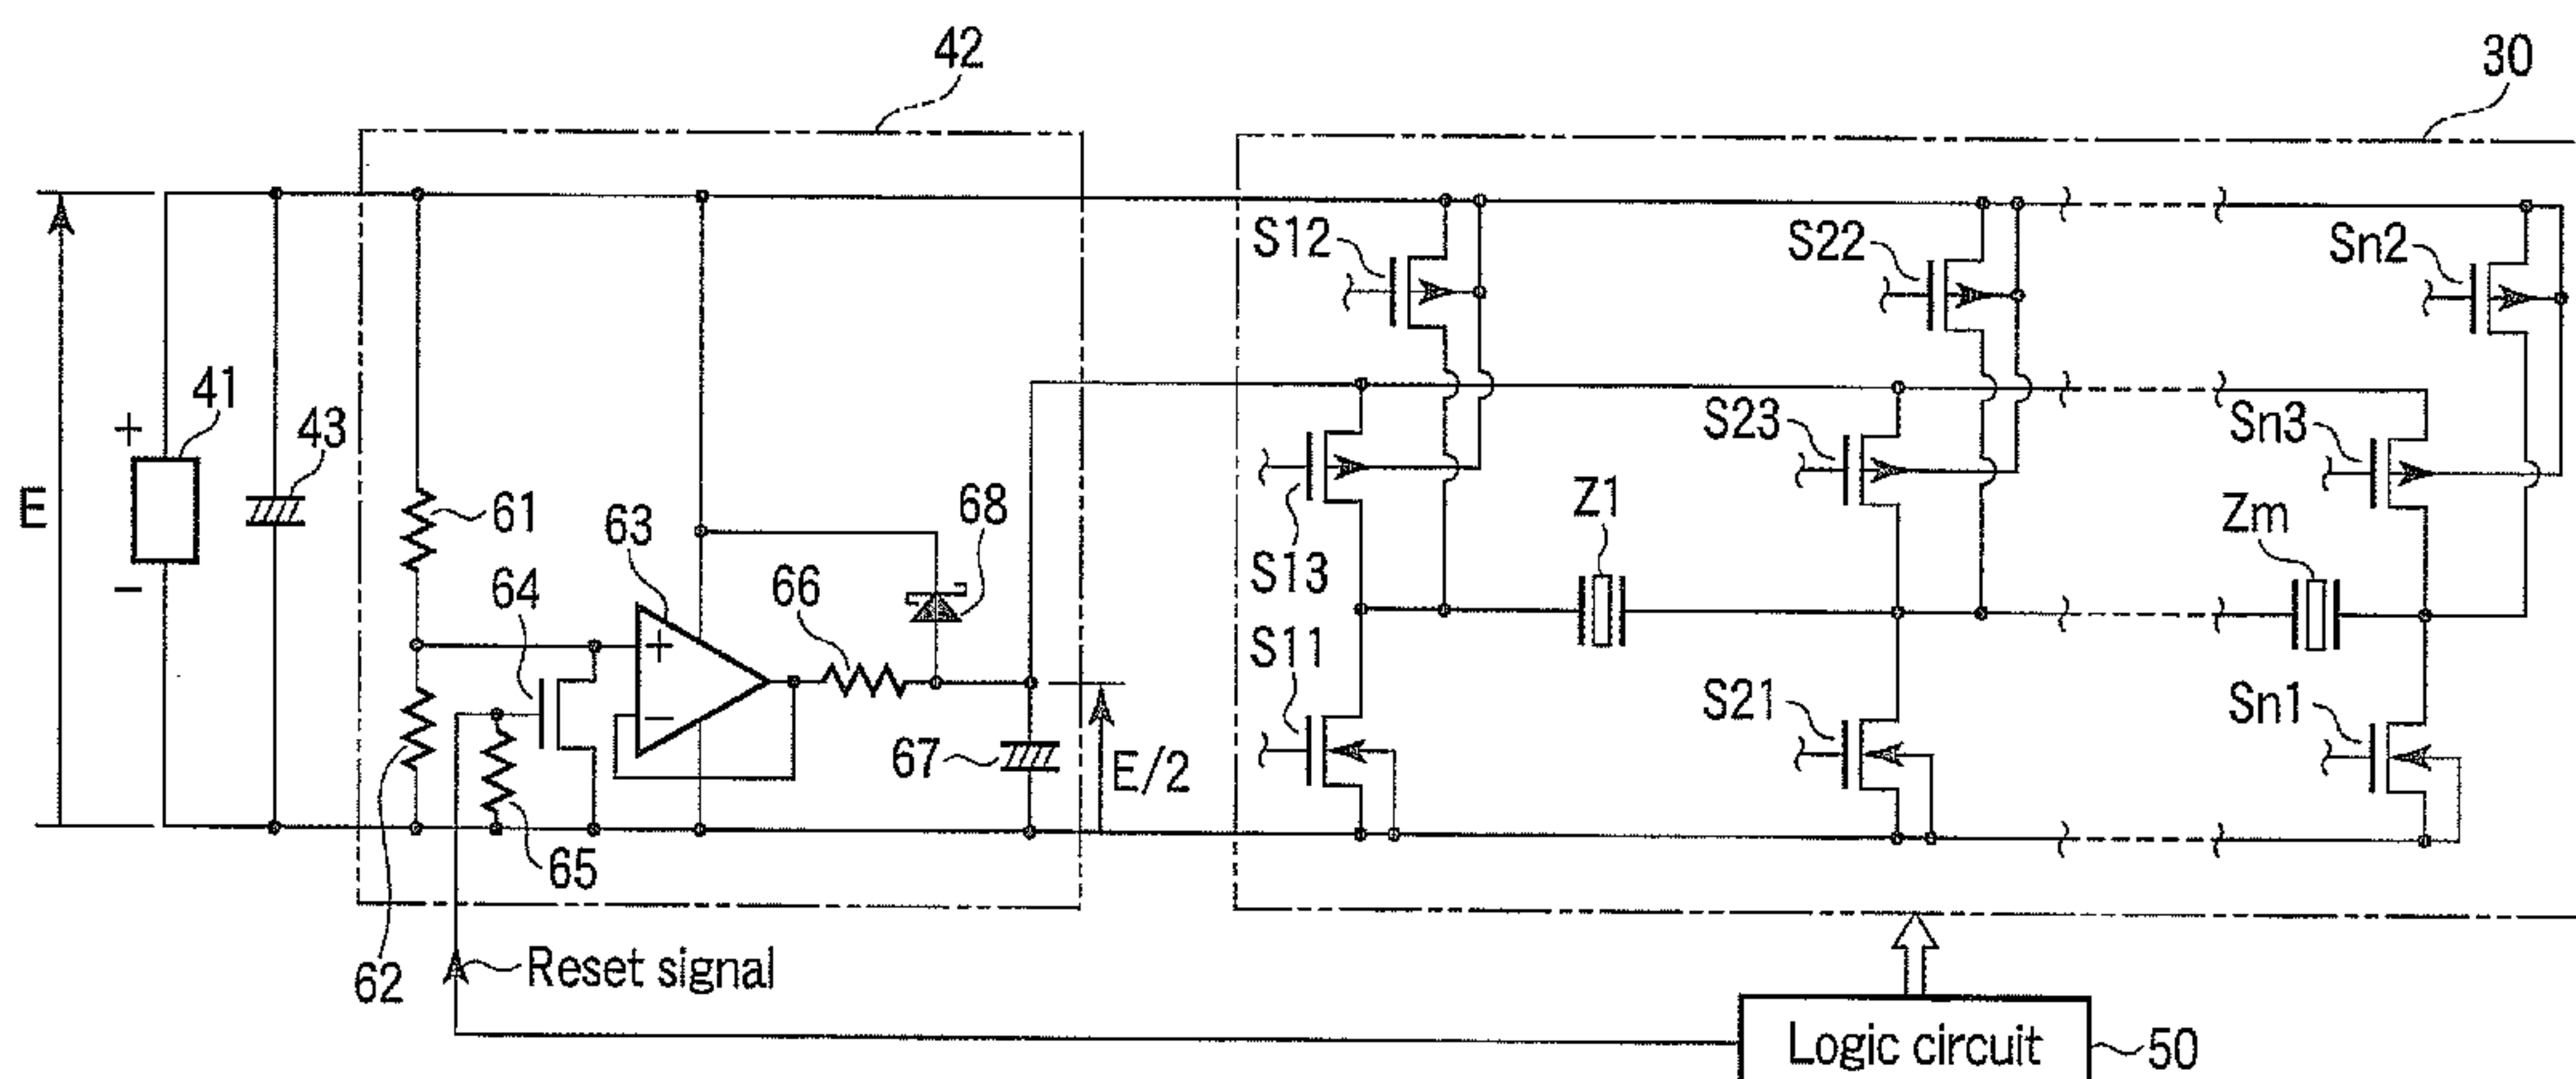 42
30
S12
S22
Sn2
+
41
43
E
61
63
68
S23
Sn3
Z1
Zm
64
66
S13
+
−
−
S11
S21
Sn1
67
E/2
65
62
Reset signal
Logic circuit
50